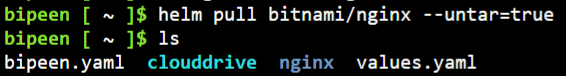 bipeen [ ~ ]$ helm pull bitnami/nginx --untar=true
bipeen [ ~ ]$ ls
bipeen.yaml  clouddrive  nginx  values.yaml